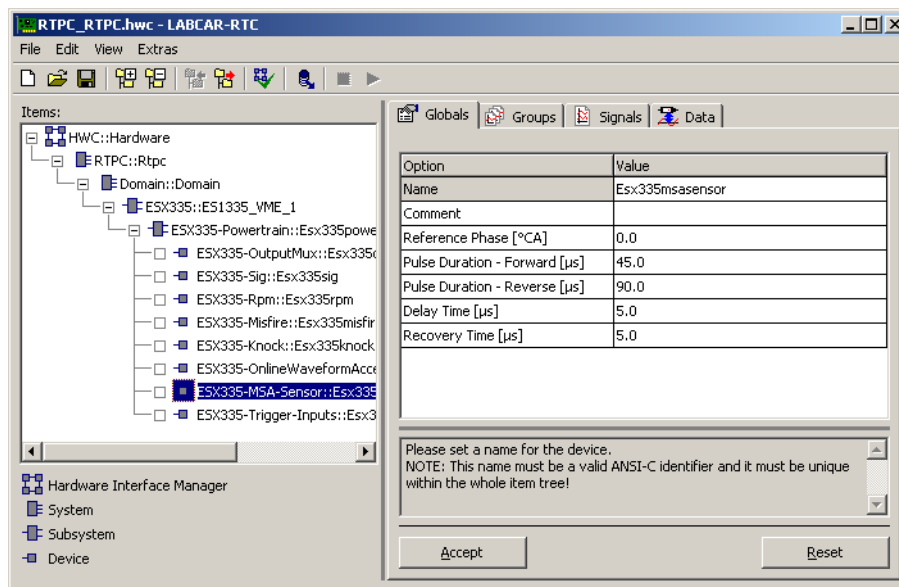 RTPC_RTPC.hwc - LABCAR-RTC
File Edit View Extras
Items:
HWC::Hardware
RTPC::Rtpc
Domain::Domain
ESX335::ES1335_VME_1
ESX335-Powertrain::Esx335powe
ESX335-OutputMux::Esx335o
ESX335-Sig::Esx335sig
ESX335-Rpm::Esx335rpm
ESX335-Misfire::Esx335misfir
ESX335-Knock::Esx335knock
ESX335-OnlineWaveformAcce
ESX335-MSA-Sensor::Esx335
ESX335-Trigger-Inputs::Esx3
Hardware Interface Manager
System
Subsystem
Device
Globals Groups Signals Data
Option Value
Name Esx335msasensor
Comment
Reference Phase [°CA] 0.0
Pulse Duration - Forward [µs] 45.0
Pulse Duration - Reverse [µs] 90.0
Delay Time [µs] 5.0
Recovery Time [µs] 5.0
Please set a name for the device.
NOTE: This name must be a valid ANSI-C identifier and it must be unique
within the whole item tree!
Accept Reset